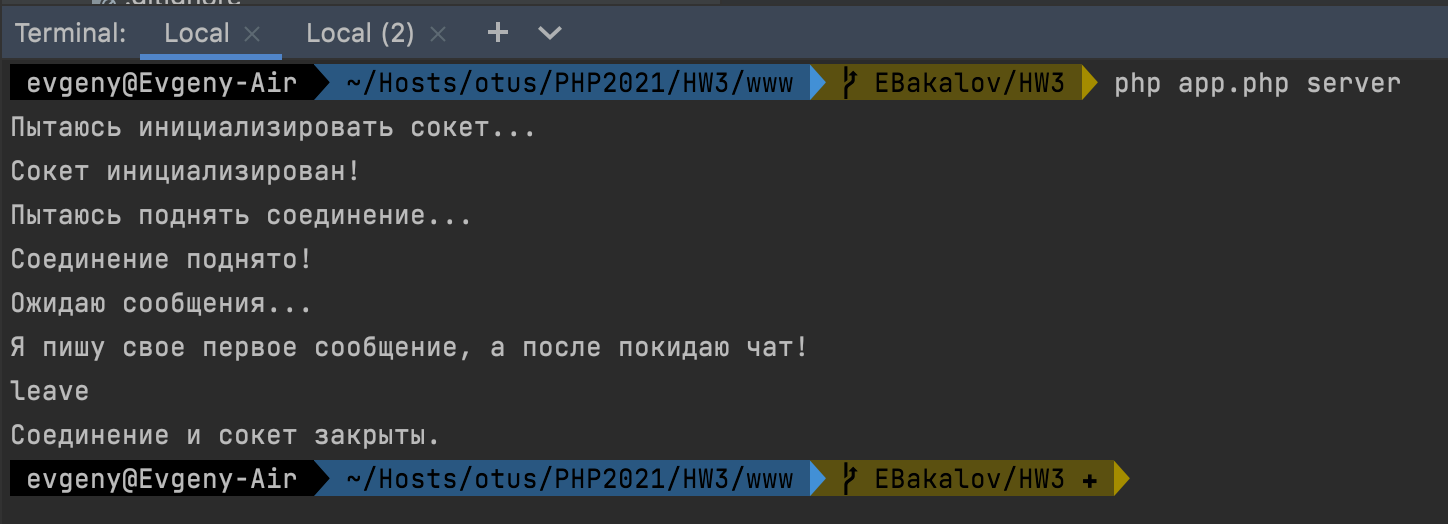 .gitignore
Terminal: Local × Local (2) × +
evgeny@Evgeny-Air ~/Hosts/otus/PHP2021/HW3/www EBakalov/HW3 php app.php server
Пытаюсь инициализировать сокет...
Сокет инициализирован!
Пытаюсь поднять соединение...
Соединение поднято!
Ожидаю сообщения...
Я пишу свое первое сообщение, а после покидаю чат!
leave
Соединение и сокет закрыты.
evgeny@Evgeny-Air ~/Hosts/otus/PHP2021/HW3/www EBakalov/HW3 +